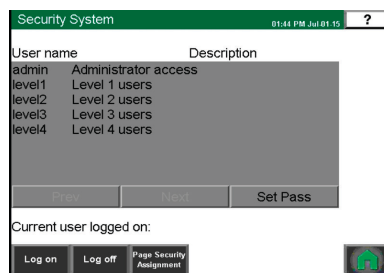 Security System 01:44 PM Jul 01 15 ?
User name Description
admin Administrator access
level1 Level 1 users
level2 Level 2 users
level3 Level 3 users
level4 Level 4 users
Prev Next Set Pass
Current user logged on:
Log on Log off Page Security
Assignment